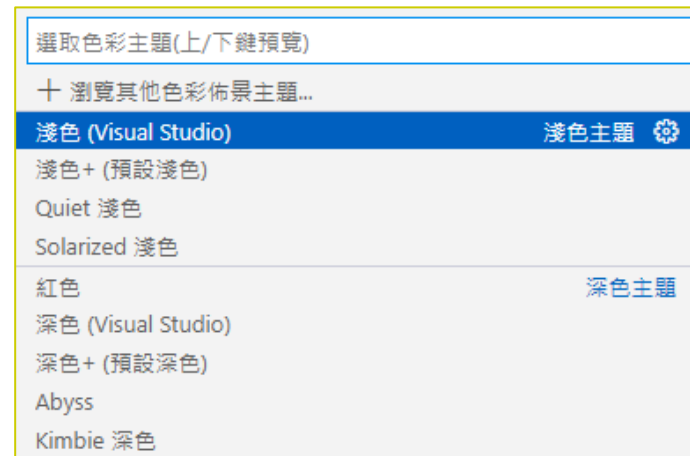 選取色彩主題(上/下鍵預覽)
＋ 瀏覽其他色彩佈景主題...
淺色 (Visual Studio) 淺色主題
淺色+ (預設淺色)
Quiet 淺色
Solarized 淺色
紅色 深色主題
深色 (Visual Studio)
深色+ (預設深色)
Abyss
Kimbie 深色